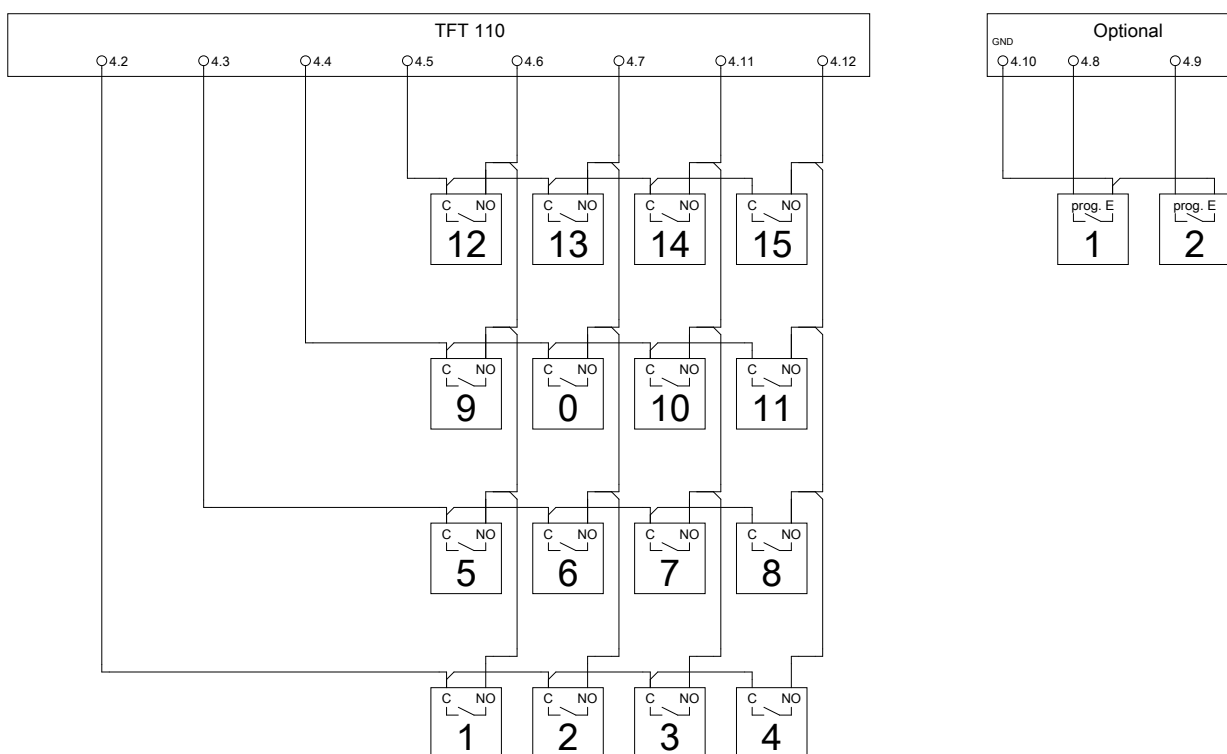 TFT 110
4.2 4.3 4.4 4.5 4.6 4.7 4.11 4.12
Optional
GND
4.10 4.8 4.9
C NO C NO C NO C NO
12 13 14 15
prog. E prog. E
1 2
C NO C NO C NO C NO
9 0 10 11
C NO C NO C NO C NO
5 6 7 8
C NO C NO C NO C NO
1 2 3 4